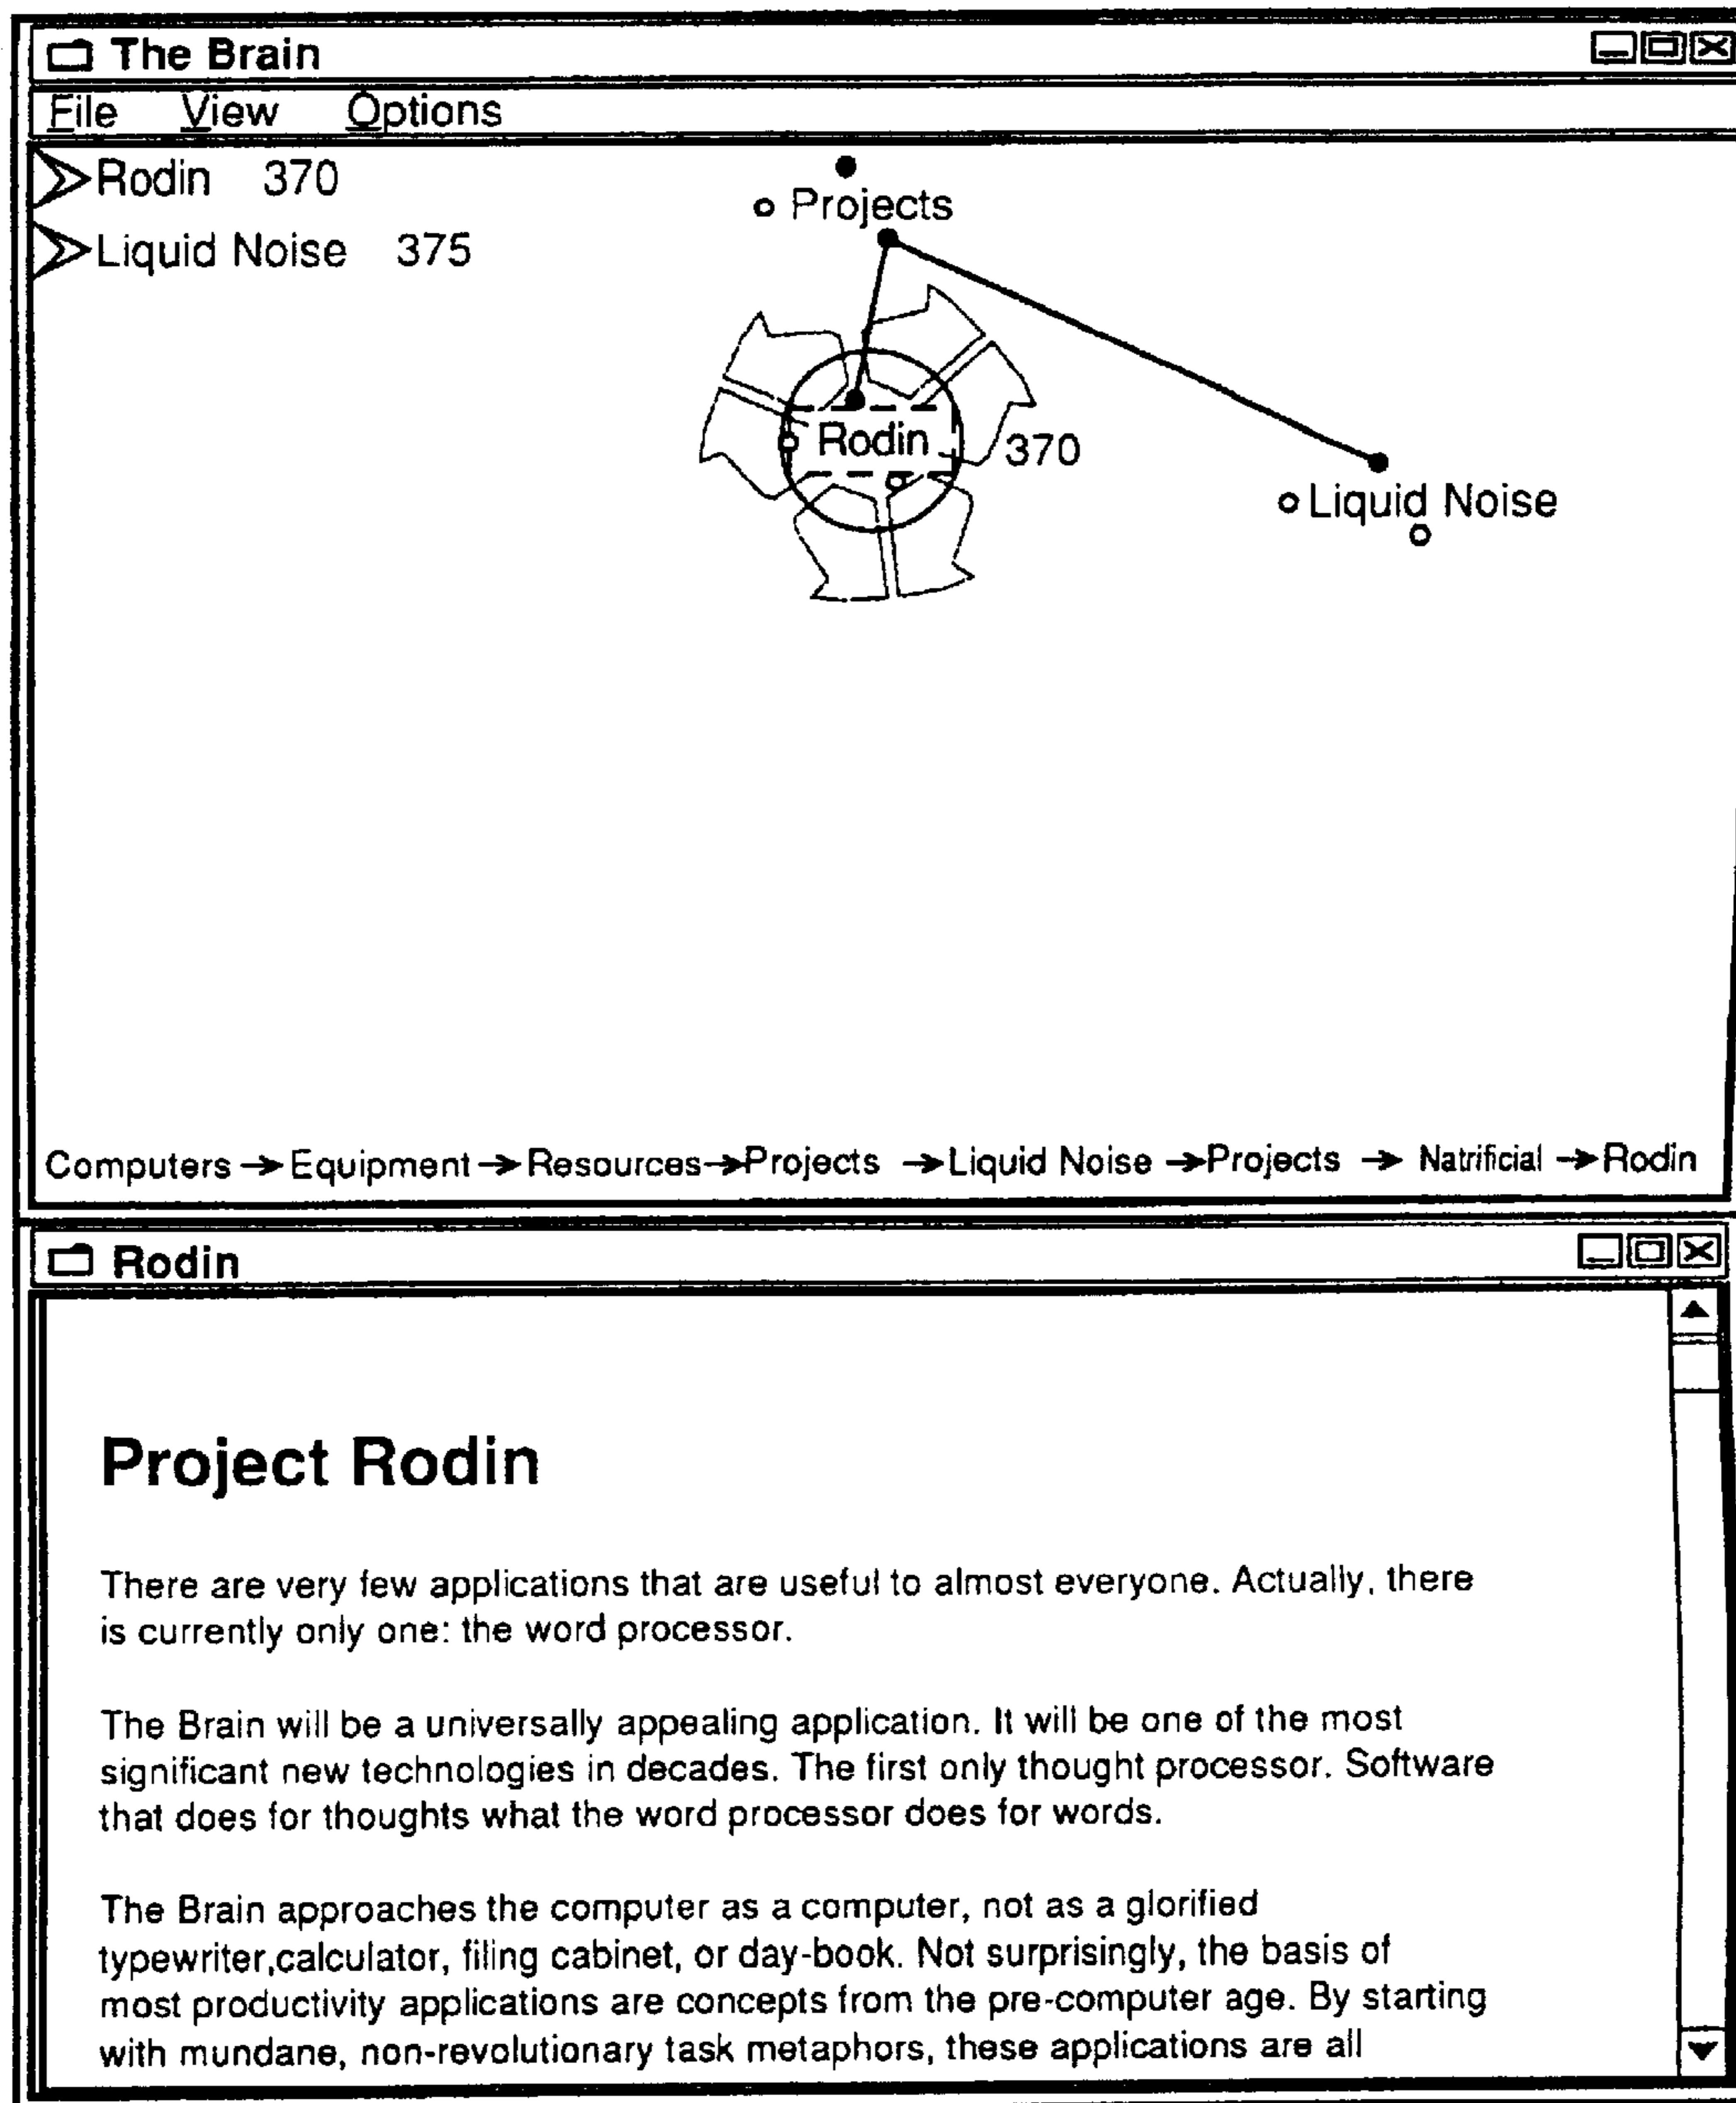 The Brain
File View Options
Rodin 370
Liquid Noise 375
Projects
Rodin 370
Liquid Noise
Computers → Equipment → Resources → Projects → Liquid Noise → Projects → Natrificial → Rodin
Rodin
Project Rodin
There are very few applications that are useful to almost everyone. Actually, there
is currently only one: the word processor.
The Brain will be a universally appealing application. It will be one of the most
significant new technologies in decades. The first only thought processor. Software
that does for thoughts what the word processor does for words.
The Brain approaches the computer as a computer, not as a glorified
typewriter,calculator, filing cabinet, or day-book. Not surprisingly, the basis of
most productivity applications are concepts from the pre-computer age. By starting
with mundane, non-revolutionary task metaphors, these applications are all